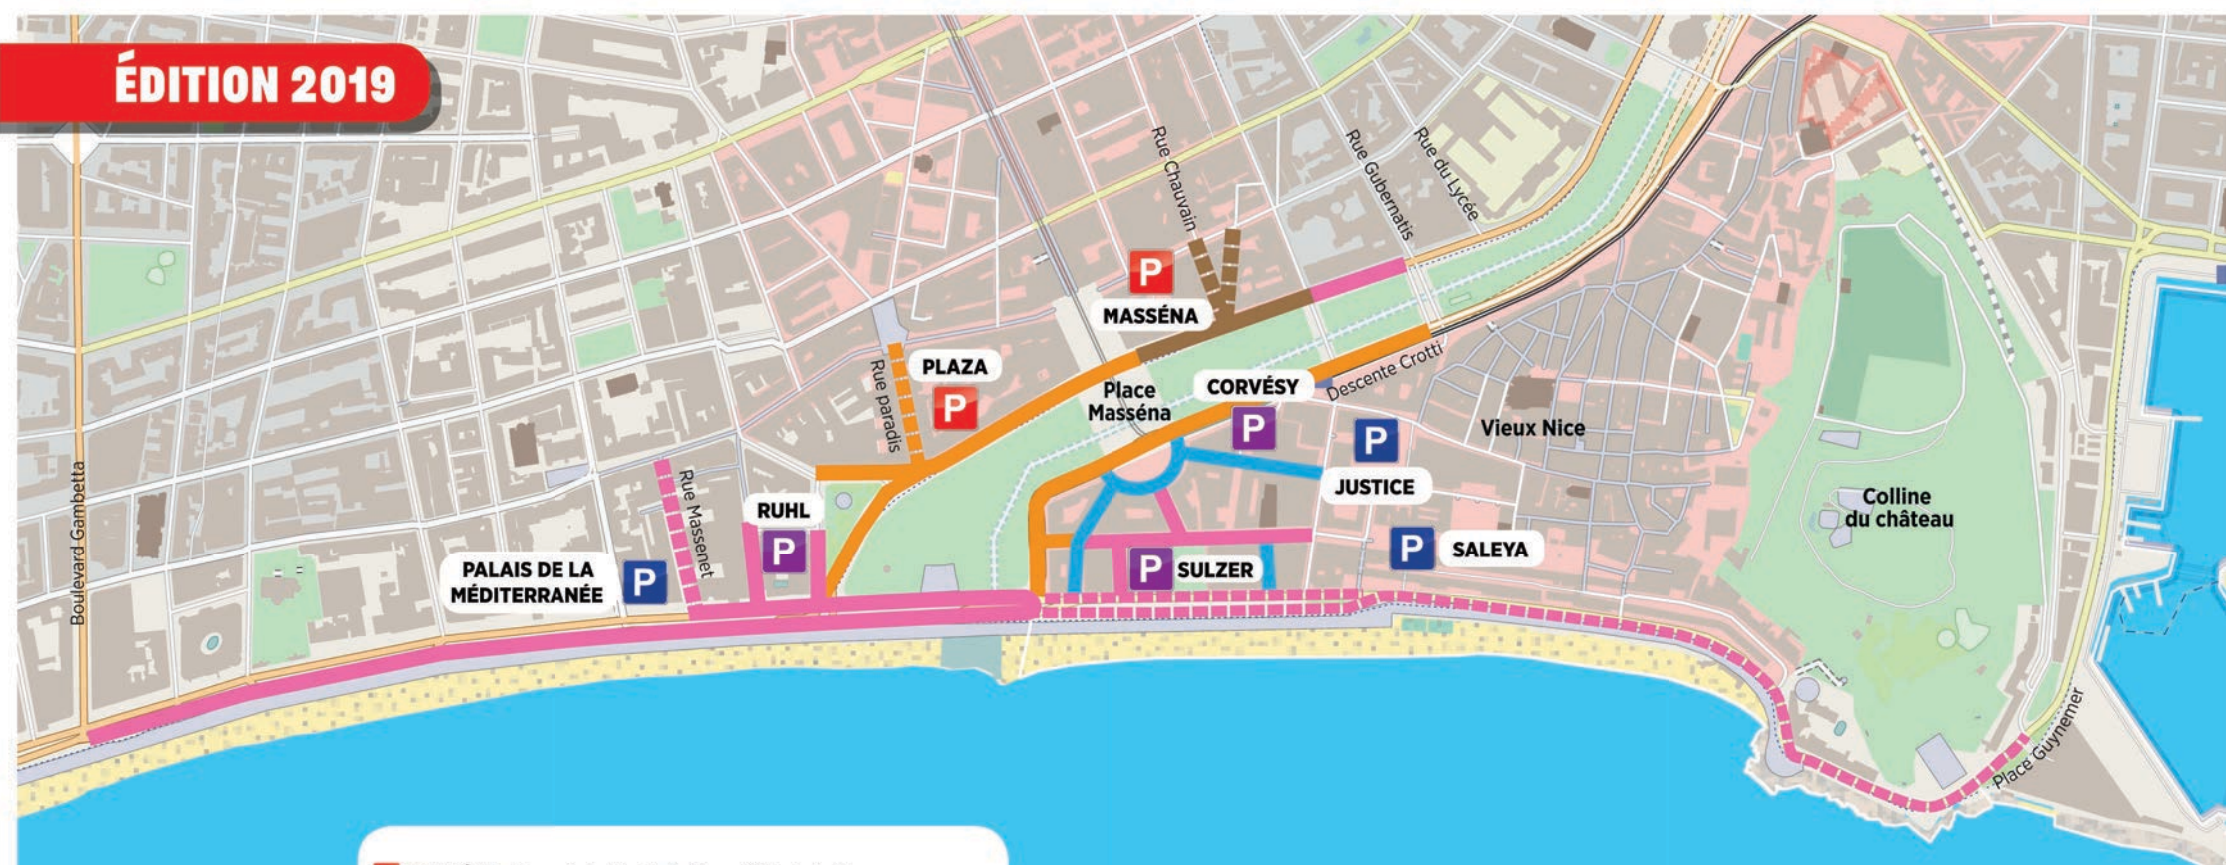 ÉDITION 2019
Rue Chauvain
Rue Gubernatis
Rue du Lycée
P
MASSÉNA
Rue paradis
PLAZA
P
Place
Masséna
CORVÉSY
P
Descente Crotti
P
JUSTICE
Vieux Nice
Boulevard Gambetta
Rue Massenet
RUHL
P
PALAIS DE LA
MÉDITERRANÉE
P
P
SULZER
P
SALEYA
Colline
du château
Place Guynemer